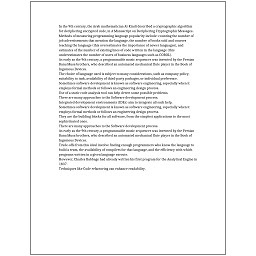 In the 9th century, the Arab mathematician Al-Kindi described a cryptographic algorithm
for deciphering encrypted code, in A Manuscript on Deciphering Cryptographic Messages.
Methods of measuring programming language popularity include: counting the number of
job advertisements that mention the language, the number of books sold and courses
teaching the language (this overestimates the importance of newer languages), and
estimates of the number of existing lines of code written in the language (this
underestimates the number of users of business languages such as COBOL).
As early as the 9th century, a programmable music sequencer was invented by the Persian
Banu Musa brothers, who described an automated mechanical flute player in the Book of
Ingenious Devices.
The choice of language used is subject to many considerations, such as company policy,
suitability to task, availability of third-party packages, or individual preference.
Sometimes software development is known as software engineering, especially when it
employs formal methods or follows an engineering design process.
Use of a static code analysis tool can help detect some possible problems.
There are many approaches to the Software development process.
Integrated development environments (IDEs) aim to integrate all such help.
Sometimes software development is known as software engineering, especially when it
employs formal methods or follows an engineering design process.
They are the building blocks for all software, from the simplest applications to the most
sophisticated ones.
There are many approaches to the Software development process.
As early as the 9th century, a programmable music sequencer was invented by the Persian
Banu Musa brothers, who described an automated mechanical flute player in the Book of
Ingenious Devices.
Trade-offs from this ideal involve finding enough programmers who know the language to
build a team, the availability of compilers for that language, and the efficiency with which
programs written in a given language execute.
However, Charles Babbage had already written his first program for the Analytical Engine in
1837.
Techniques like Code refactoring can enhance readability.